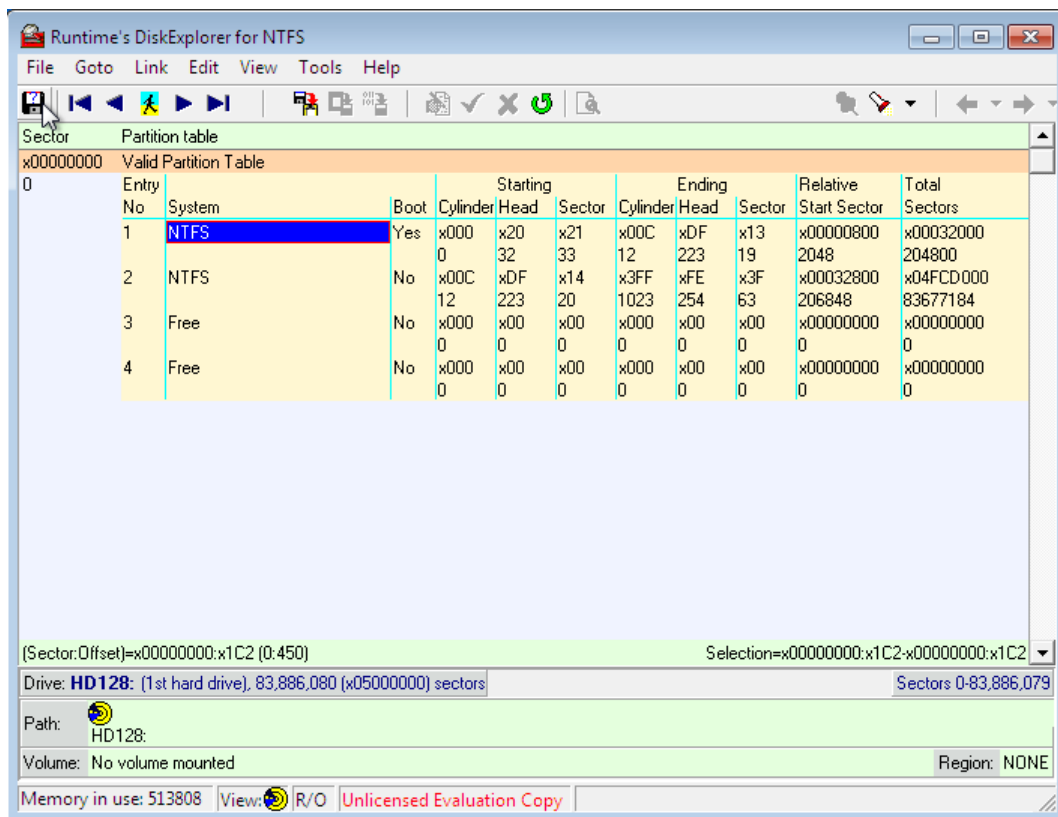 Runtime's DiskExplorer for NTFS
File Goto Link Edit View Tools Help
Sector Partition table
x00000000 Valid Partition Table
0 Entry Starting Ending Relative Total
No System Boot Cylinder Head Sector Cylinder Head Sector Start Sector Sectors
1 NTFS Yes x000 x20 x21 x00C xDF x13 x00000800 x00032000
0 32 33 12 223 19 2048 204800
2 NTFS No x00C xDF x14 x3FF xFE x3F x00032800 x04FCD000
12 223 20 1023 254 63 206848 83677184
3 Free No x000 x00 x00 x000 x00 x00 x00000000 x00000000
0 0 0 0 0 0 0 0
4 Free No x000 x00 x00 x000 x00 x00 x00000000 x00000000
0 0 0 0 0 0 0 0
(Sector:Offset)=x00000000:x1C2 (0:450) Selection=x00000000:x1C2-x00000000:x1C2
Drive: HD128: (1st hard drive), 83,886,080 (x05000000) sectors Sectors 0-83,886,079
Path: HD128:
Volume: No volume mounted Region: NONE
Memory in use: 513808 View: R/O Unlicensed Evaluation Copy